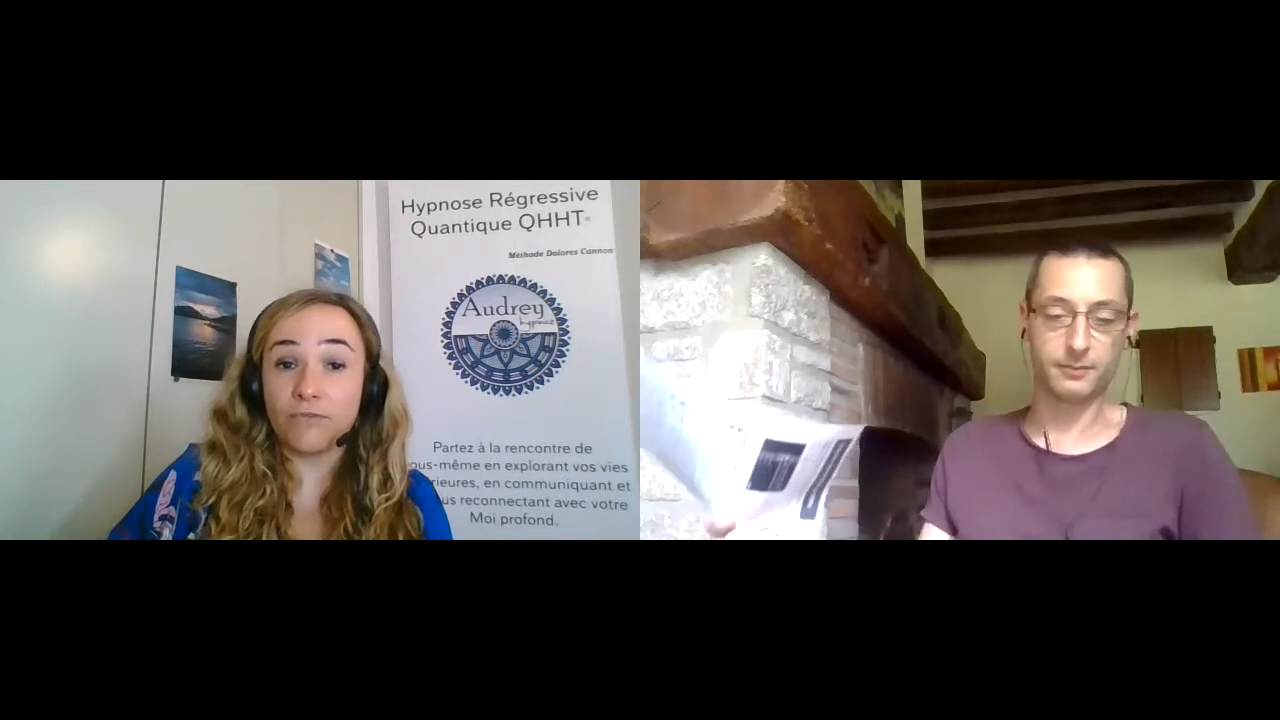 Hypnose Régressive
Quantique QHHT®
Méthode Dolores Cannon
Audrey
hypnoz
Partez à la rencontre de
ous-même en explorant vos vies
rieures, en communiquant et
us reconnectant avec votre
Moi profond.